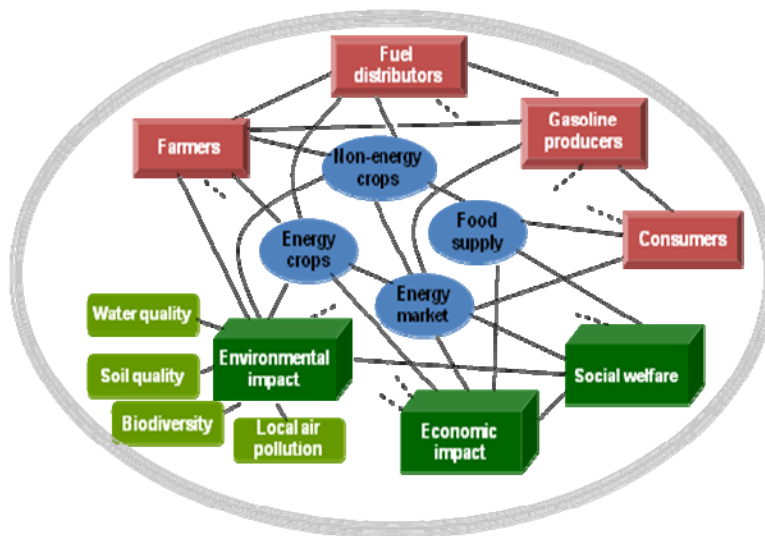 Fuel
distributors
Gasoline
producers
Farmers
Non-energy
crops
Food
supply
Consumers
Energy
crops
Energy
market
Water quality
Environmental
impact
Soil quality
Social welfare
Biodiversity
Local air
pollution
Economic
impact